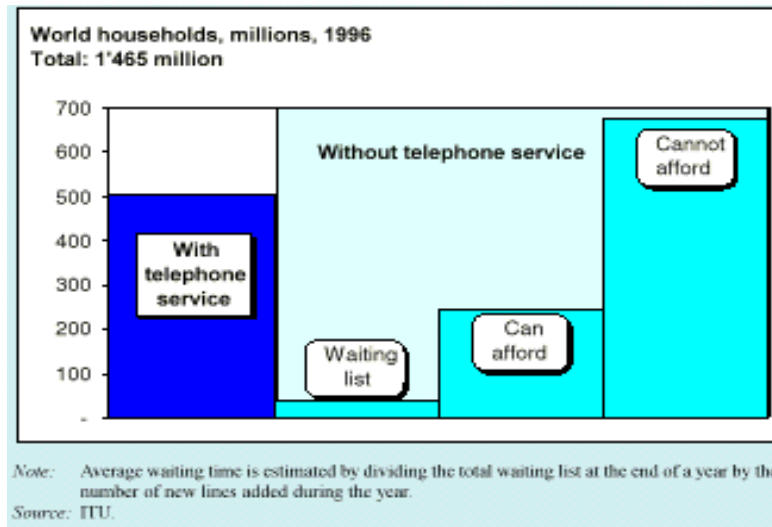 World households, millions, 1996
Total: 1'465 million
700
600
500
400
300
200
100
-
Without telephone service
With
telephone
service
Waiting
list
Can
afford
Cannot
afford
Note: Average waiting time is estimated by dividing the total waiting list at the end of a year by the
number of new lines added during the year.
Source: ITU.